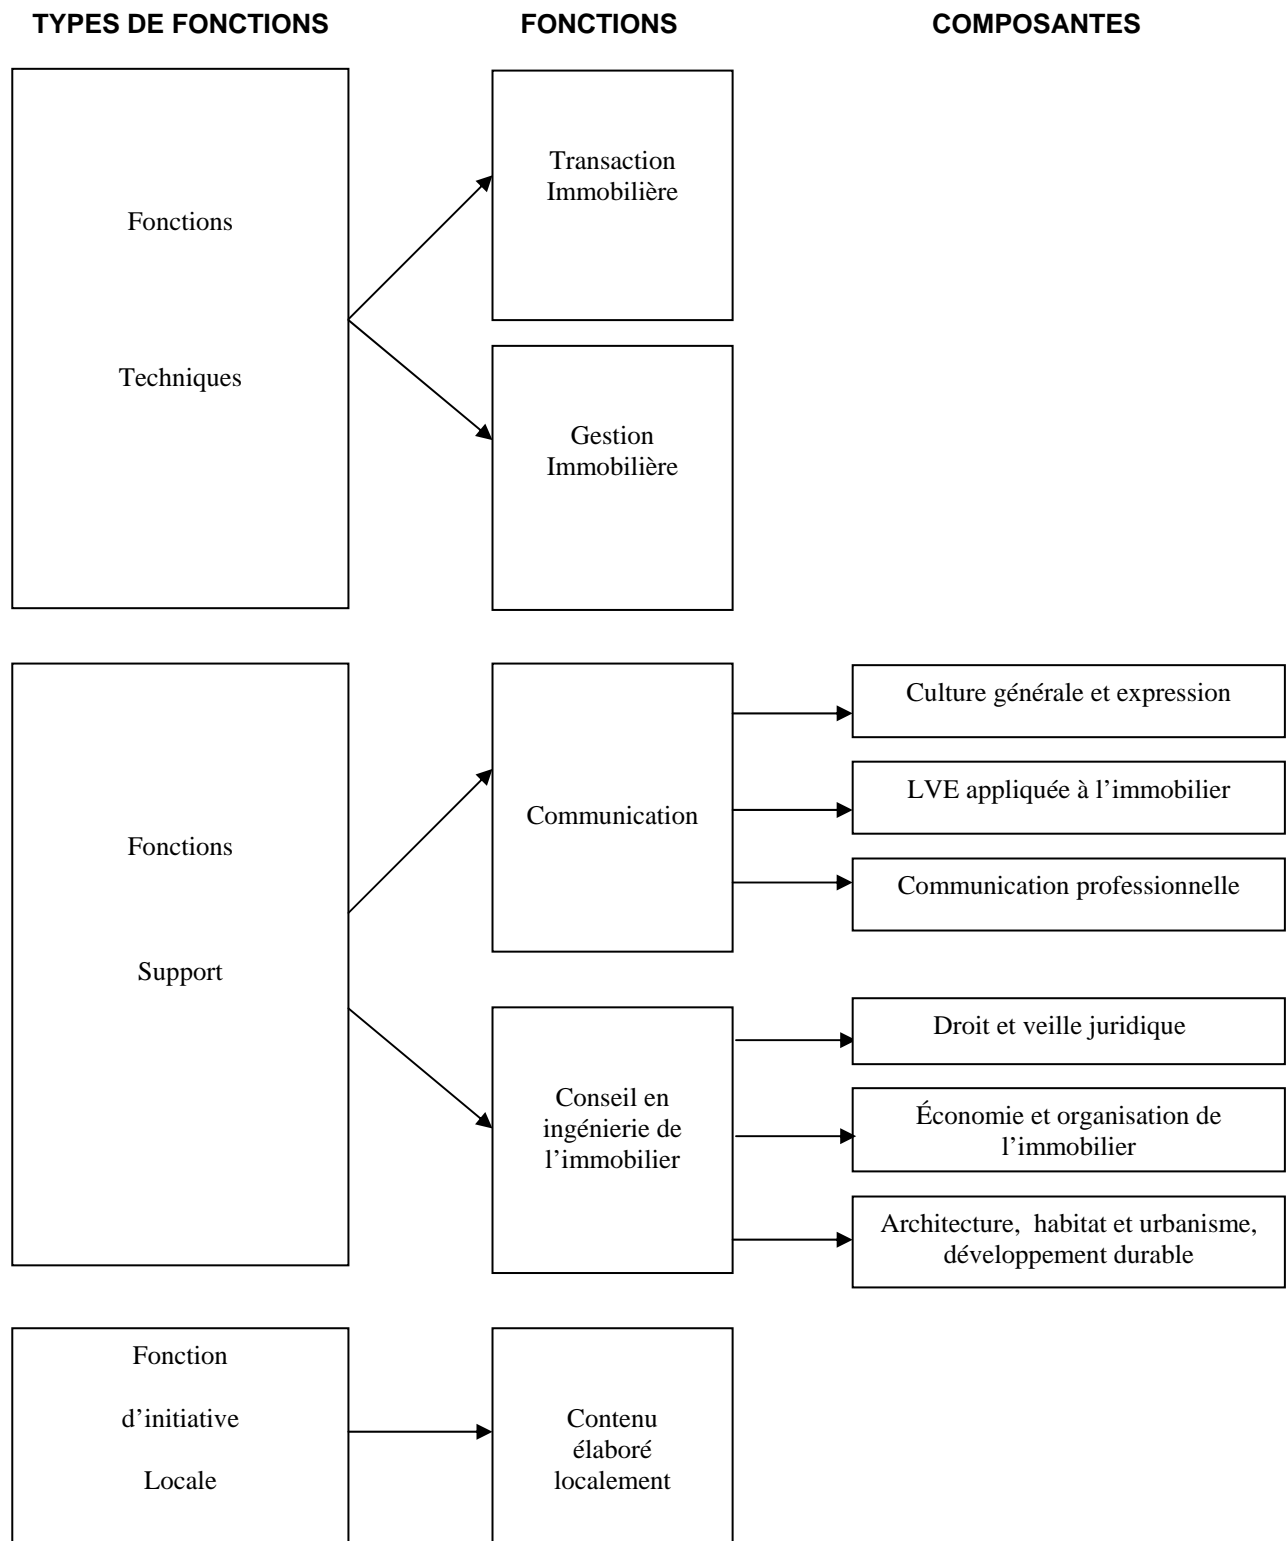 TYPES DE FONCTIONS
FONCTIONS
COMPOSANTES
Fonctions
Techniques
Transaction
Immobilière
Gestion
Immobilière
Fonctions
Support
Communication
Culture générale et expression
LVE appliquée à l’immobilier
Communication professionnelle
Conseil en
ingénierie de
l’immobilier
Droit et veille juridique
Économie et organisation de
l’immobilier
Architecture, habitat et urbanisme,
développement durable
Fonction
d’initiative
Locale
Contenu
élaboré
localement